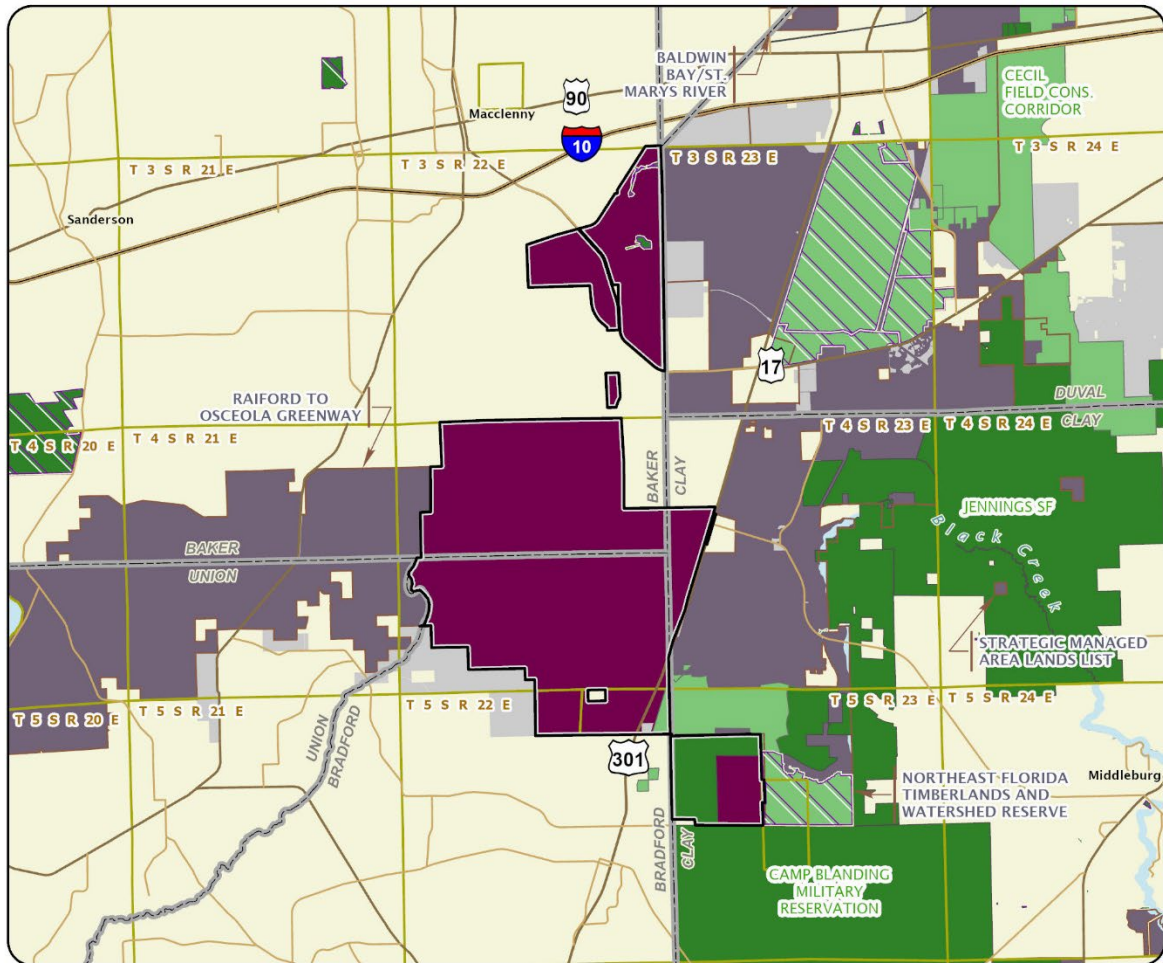 BALDWIN
BAY/ST.
MARYS RIVER
CECIL
FIELD CONS.
CORRIDOR
90
Macclenny
10
T 3 S R 21 E
T 3 S R 22 E
T 3 S R 23 E
T 3 S R 24 E
Sanderson
17
RAIFORD TO
OSCEOLA GREENWAY
DUVAL
CLAY
T 4 S R 20 E
T 4 S R 21 E
T 4 S R 23 E
T 4 S R 24 E
BAKER
CLAY
JENNINGS SF
Black Creek
BAKER
UNION
STRATEGIC MANAGED
AREA LANDS LIST
T 5 S R 20 E
T 5 S R 21 E
T 5 S R 22 E
T 5 S R 23 E
T 5 S R 24 E
UNION
BRADFORD
301
NORTHEAST FLORIDA
TIMBERLANDS AND
WATERSHED RESERVE
Middleburg
BRADFORD
CLAY
CAMP BLANDING
MILITARY
RESERVATION